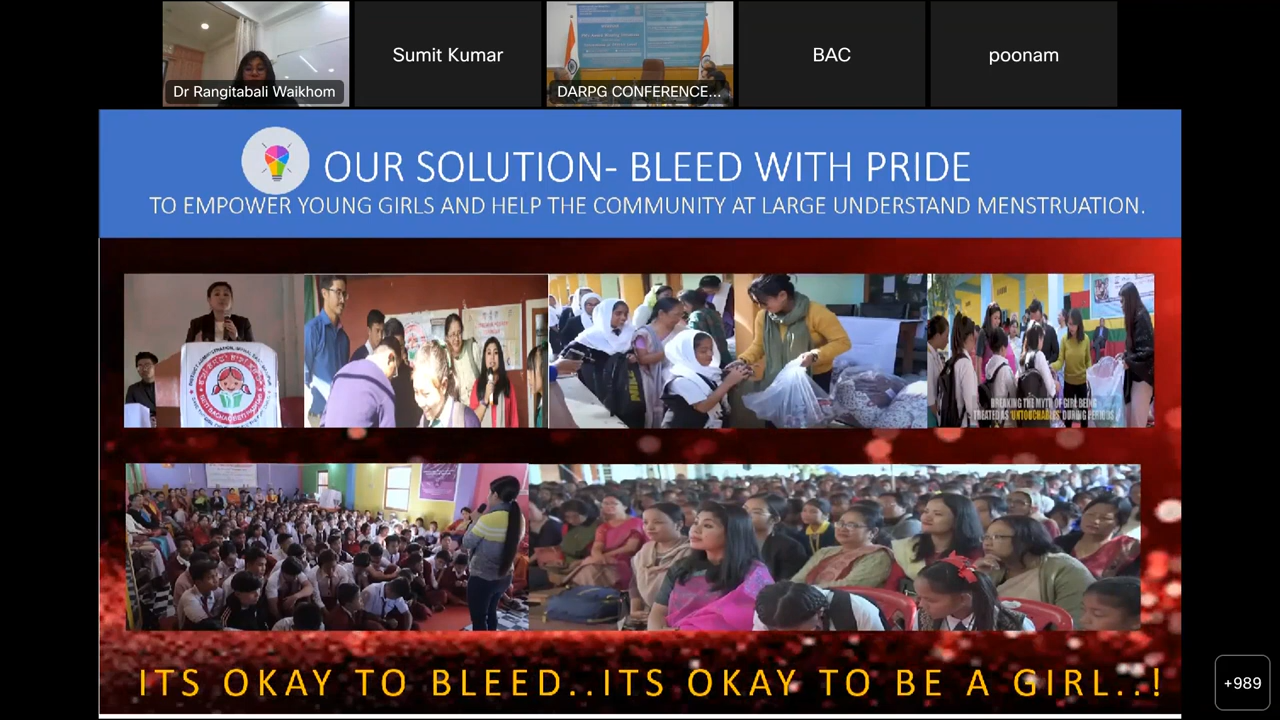 Dr Rangitabali Waikhom
Sumit Kumar
DARPG CONFERENCE...
BAC
poonam
OUR SOLUTION- BLEED WITH PRIDE
TO EMPOWER YOUNG GIRLS AND HELP THE COMMUNITY AT LARGE UNDERSTAND MENSTRUATION.
NIKE
BREAKING THE MYTH OF GIRL BEING
TREATED AS 'UNTOUCHABLES' DURING PERIODS
ITS OKAY TO BLEED..ITS OKAY TO BE A GIRL..!
+989